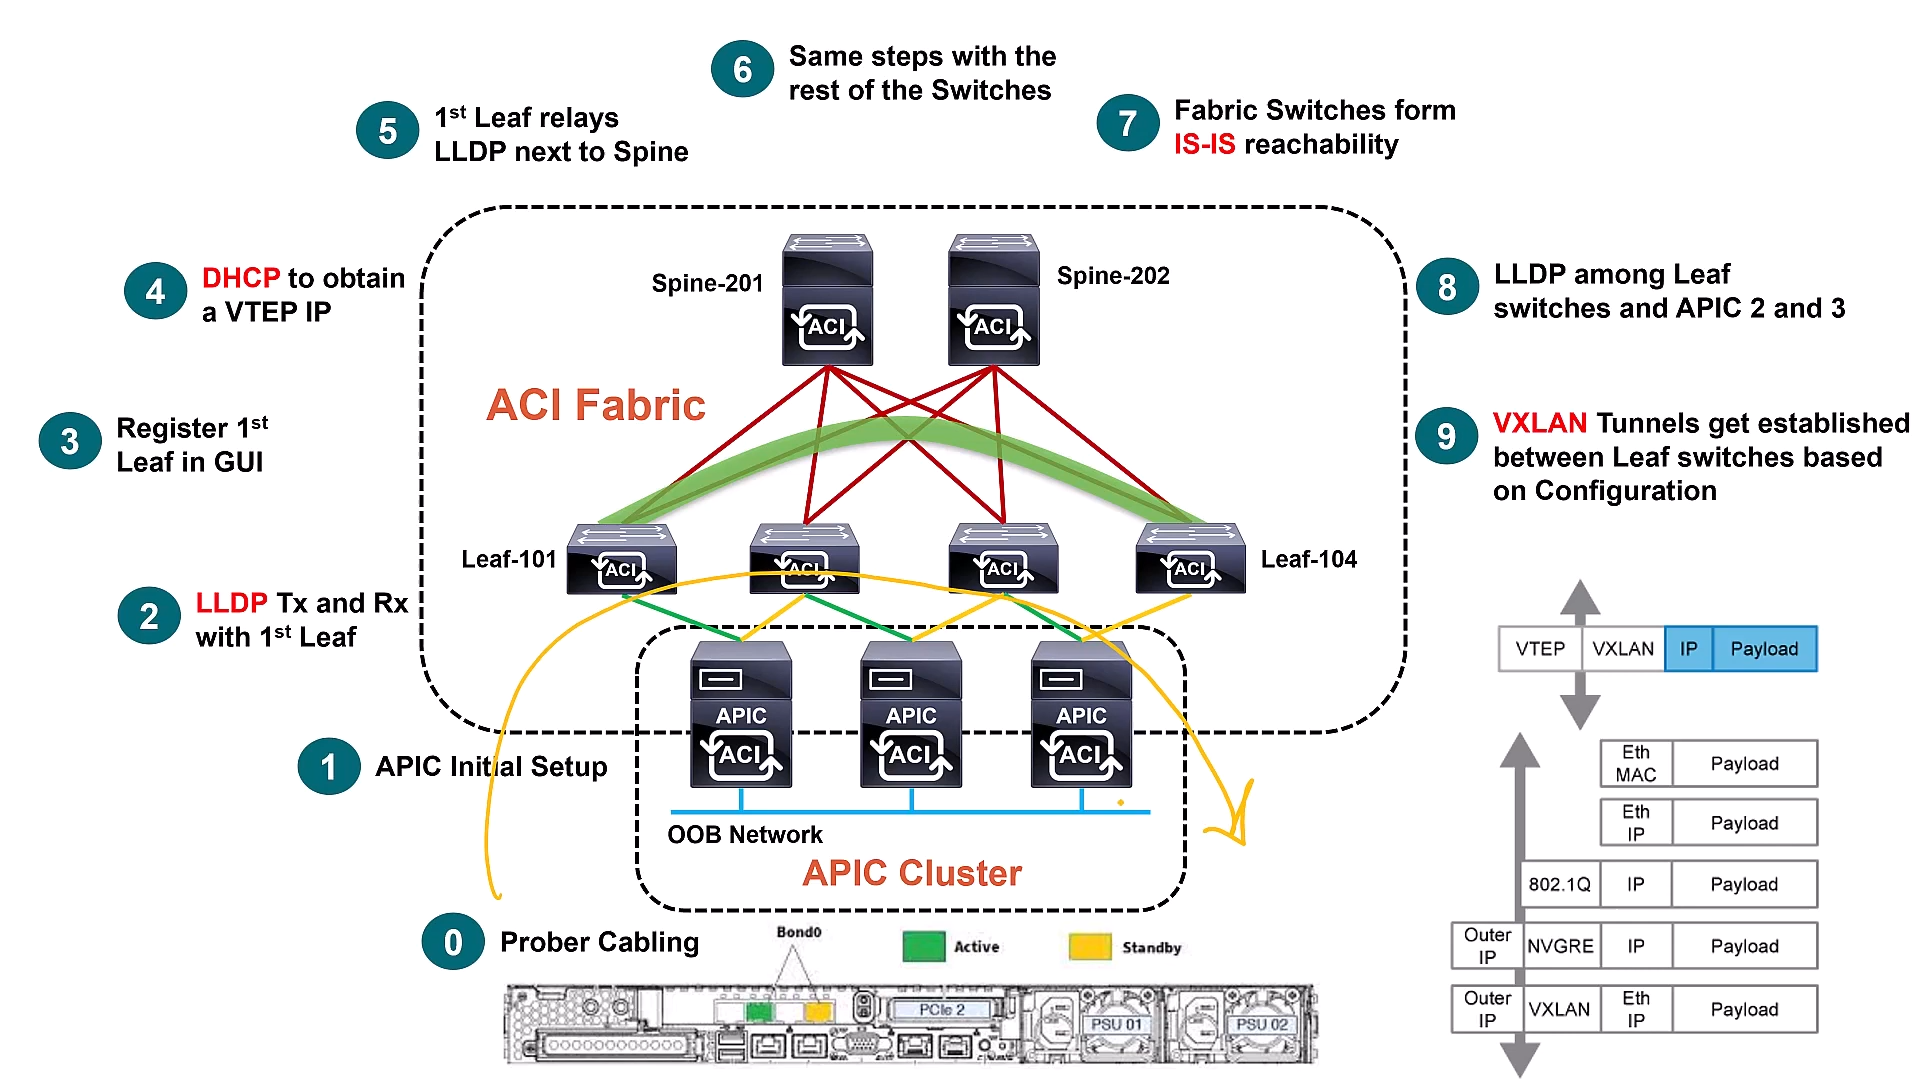 6
Same steps with the
rest of the Switches
5
1st Leaf relays
LLDP next to Spine
7
Fabric Switches form
IS-IS reachability
4
DHCP to obtain
a VTEP IP
Spine-201
Spine-202
ACI
ACI
8
LLDP among Leaf
switches and APIC 2 and 3
ACI Fabric
3
Register 1st
Leaf in GUI
9
VXLAN Tunnels get established
between Leaf switches based
on Configuration
Leaf-101
ACI
ACI
ACI
ACI
Leaf-104
2
LLDP Tx and Rx
with 1st Leaf
VTEP VXLAN IP Payload
APIC
ACI
APIC
ACI
APIC
ACI
1
APIC Initial Setup
OOB Network
APIC Cluster
Eth
MAC
Payload
Eth
IP
Payload
802.1Q IP Payload
Outer
IP
NVGRE IP Payload
Outer
IP
VXLAN
Eth
IP
Payload
0
Prober Cabling
Bond0
Active
Standby
PCIe 2
PSU 01
PSU 02